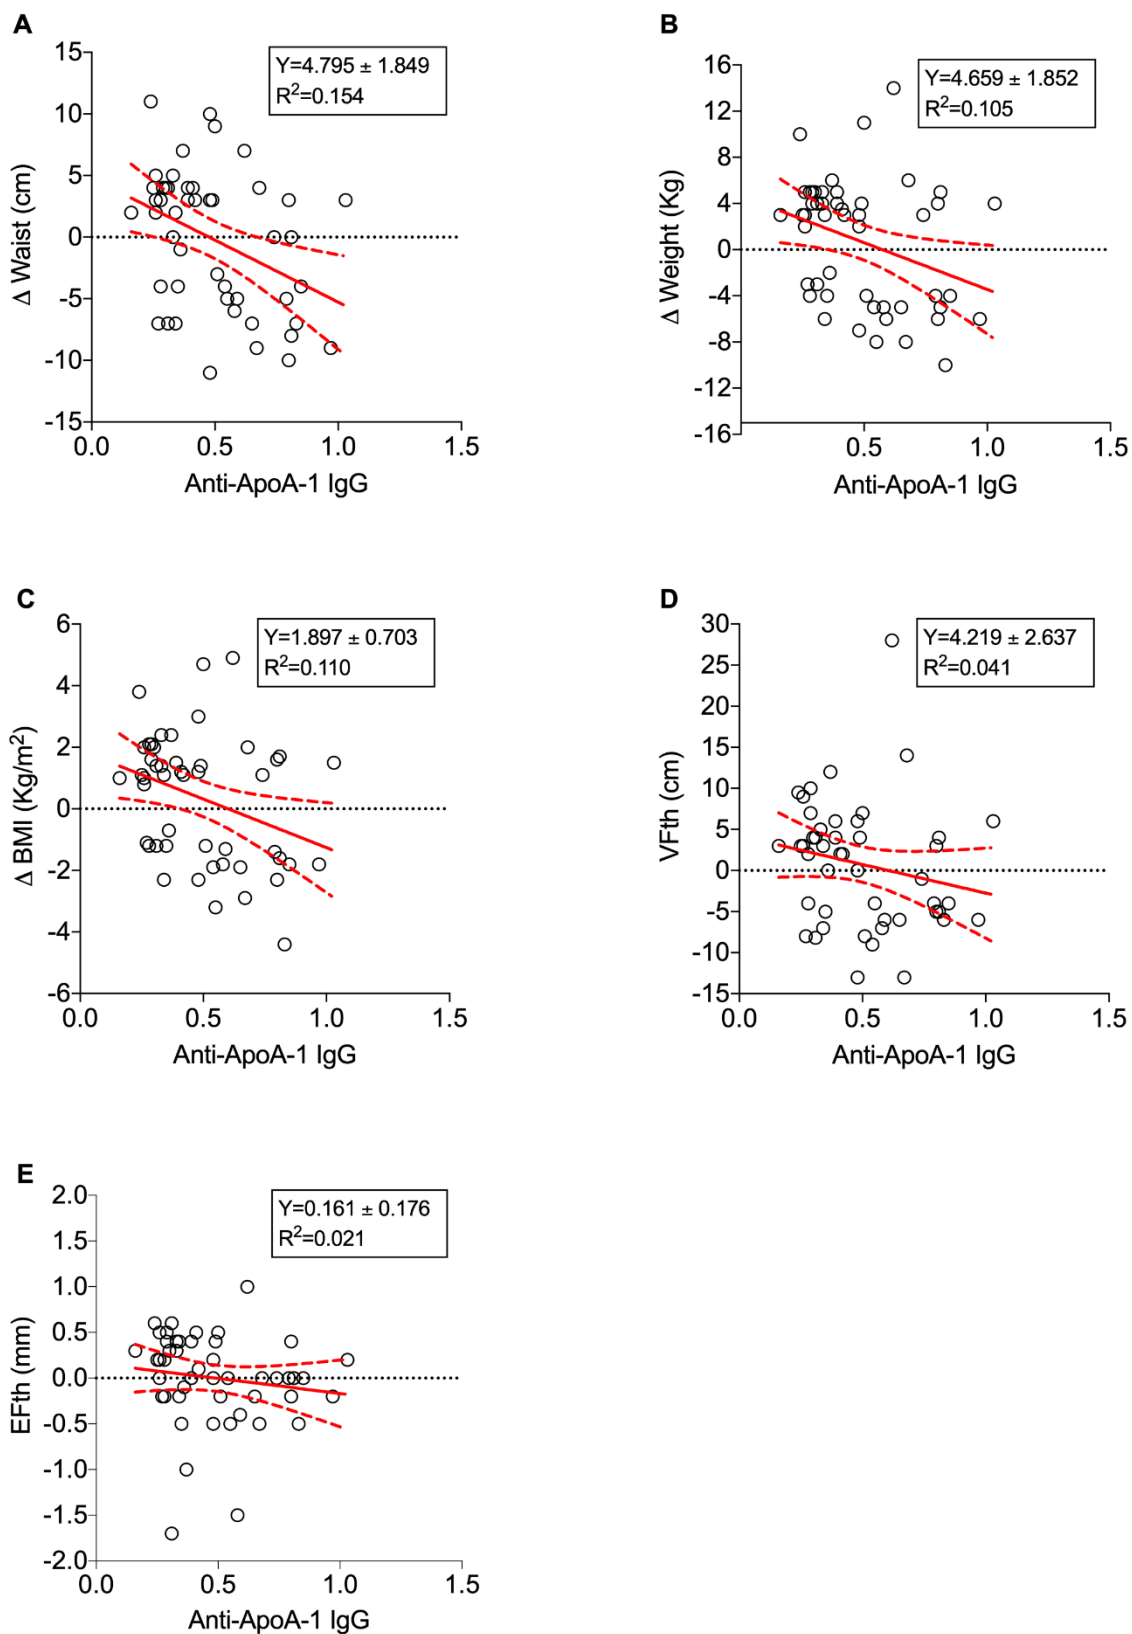 A
Y=4.795 ± 1.849
R²=0.154
Δ Waist (cm)
15
10
5
0
-5
-10
-15
0.0 0.5 1.0 1.5
Anti-ApoA-1 IgG
B
Y=4.659 ± 1.852
R²=0.105
Δ Weight (Kg)
16
12
8
4
0
-4
-8
-12
-16
0.5 1.0 1.5
Anti-ApoA-1 IgG
C
Y=1.897 ± 0.703
R²=0.110
Δ BMI (Kg/m²)
6
4
2
0
-2
-4
-6
0.0 0.5 1.0 1.5
Anti-ApoA-1 IgG
D
Y=4.219 ± 2.637
R²=0.041
VFth (cm)
30
25
20
15
10
5
0
-5
-10
-15
0.0 0.5 1.0 1.5
Anti-ApoA-1 IgG
E
Y=0.161 ± 0.176
R²=0.021
EFth (mm)
2.0
1.5
1.0
0.5
0.0
-0.5
-1.0
-1.5
-2.0
0.0 0.5 1.0 1.5
Anti-ApoA-1 IgG